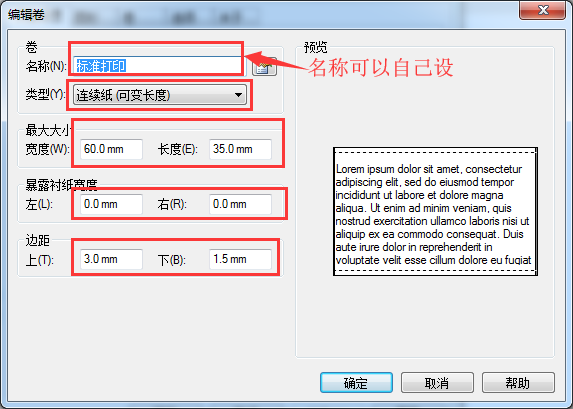 编辑卷
卷
名称(N): 标准打印
名称可以自己设
类型(Y): 连续纸 (可变长度)
最大大小
宽度(W): 60.0 mm 长度(E): 35.0 mm
暴露衬纸宽度
左(L): 0.0 mm 右(R): 0.0 mm
边距
上(T): 3.0 mm 下(B): 1.5 mm
预览
Lorem ipsum dolor sit amet, consectetur
adipiscing elit, sed do eiusmod tempor
incididunt ut labore et dolore magna
aliqua. Ut enim ad minim veniam, quis
nostrud exercitation ullamco laboris nisi ut
aliquip ex ea commodo consequat. Duis
aute irure dolor in reprehenderit in
voluptate velit esse cillum dolore eu fugiat
确定 取消 帮助